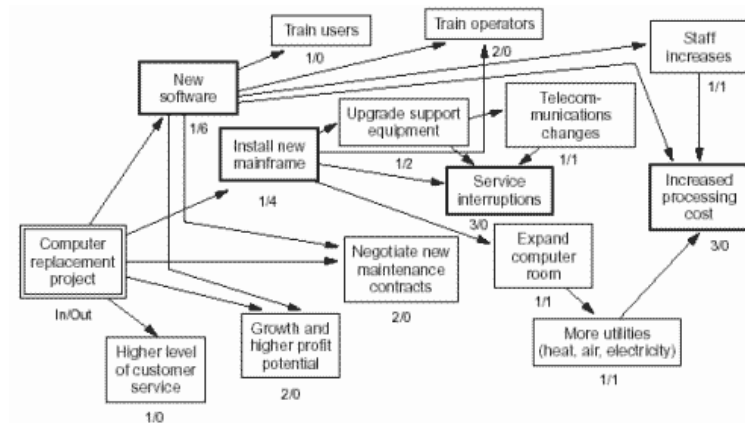 Train users
1/0
Train operators
2/0
Staff
increases
1/1
New
software
1/6
Upgrade support
equipment
1/2
Telecom-
munications
changes
1/1
Install new
mainframe
1/4
Service
interruptions
3/0
Increased
processing
cost
3/0
Computer
replacement
project
In/Out
Negotiate new
maintenance
contracts
2/0
Expand
computer
room
1/1
Higher level
of customer
service
1/0
Growth and
higher profit
potential
2/0
More utilities
(heat, air, electricity)
1/1